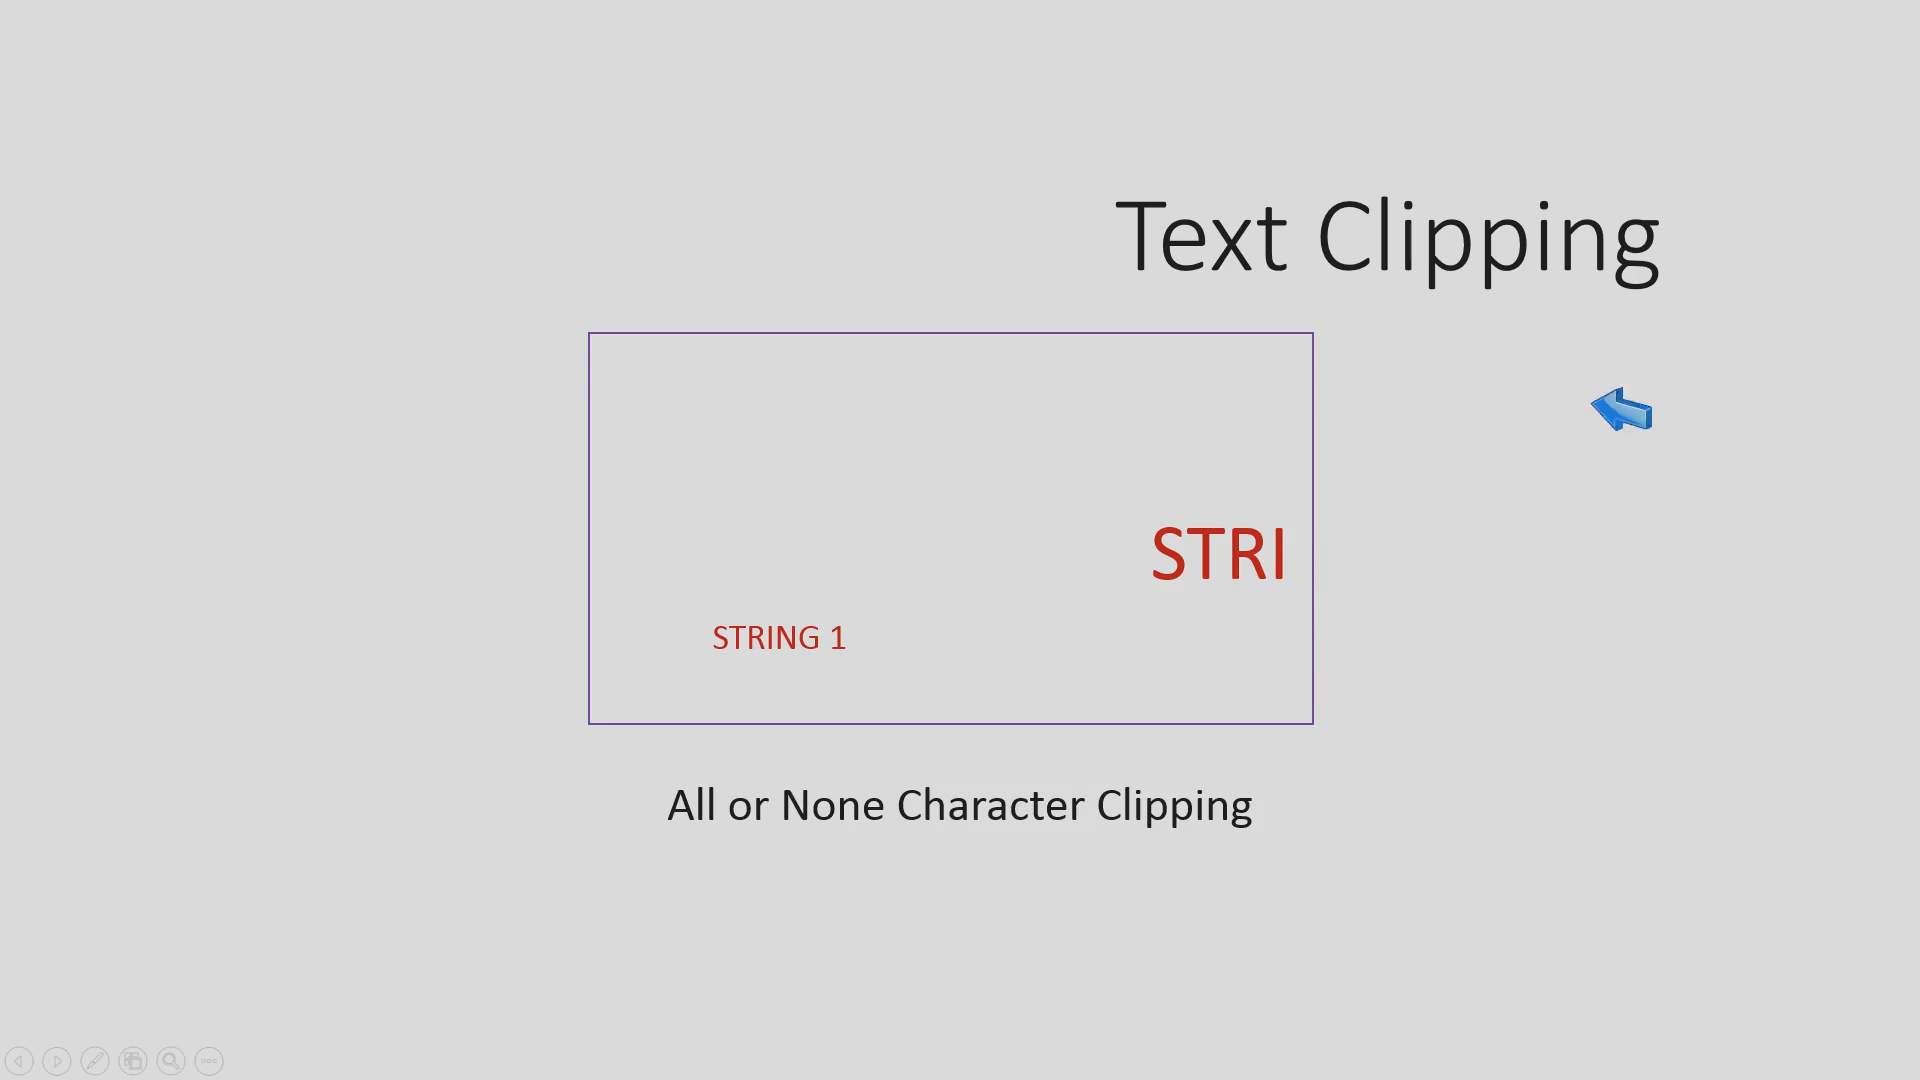 Text Clipping
STRI
STRING 1
All or None Character Clipping